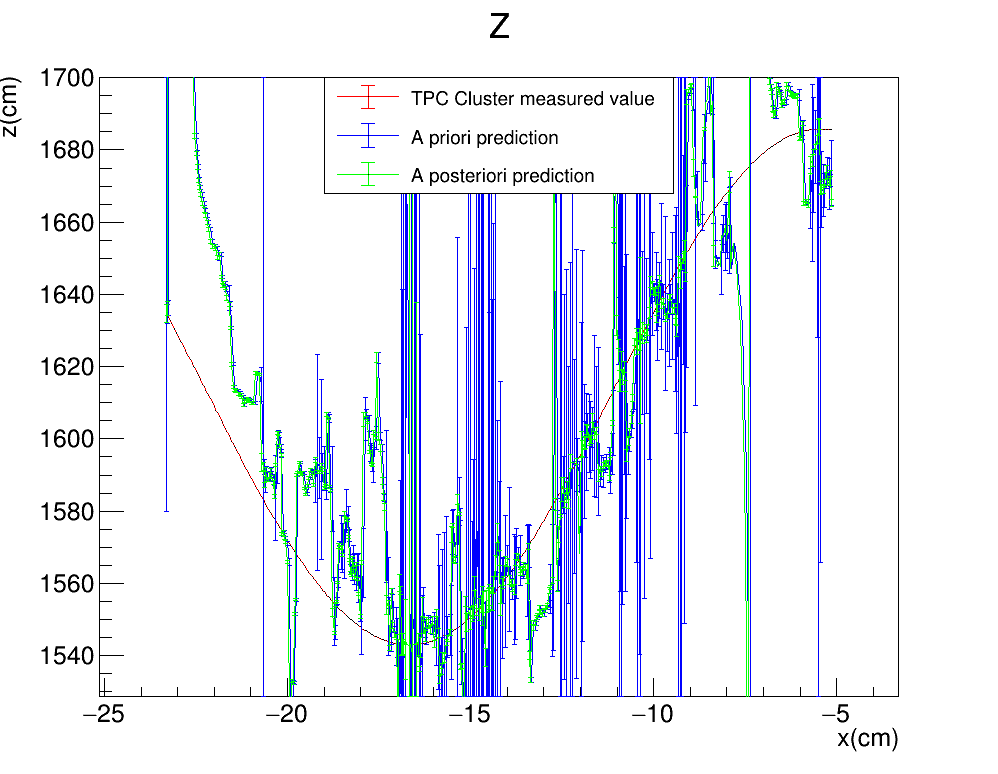 Z
z(cm)
1700
1680
1660
1640
1620
1600
1580
1560
1540
TPC Cluster measured value
A priori prediction
A posteriori prediction
−25 −20 −15 −10 −5
x(cm)